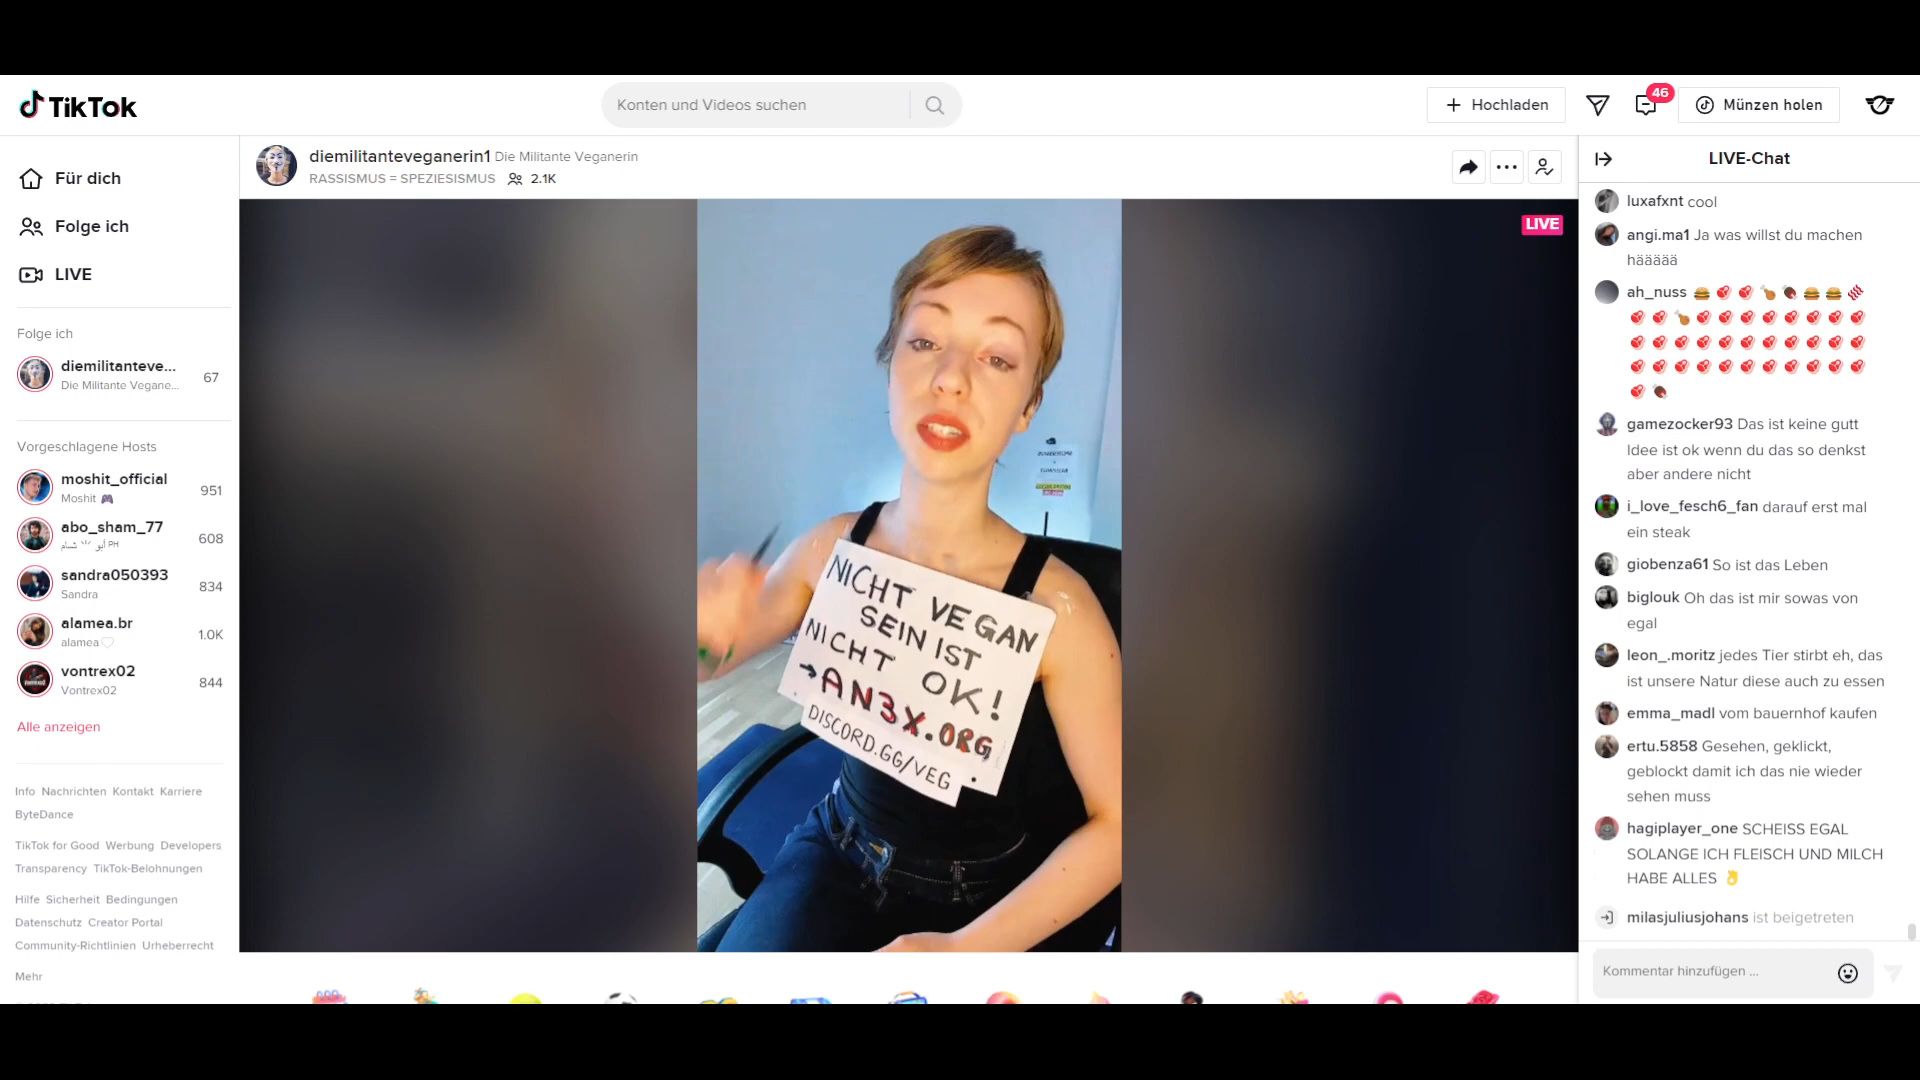 TikTok
Konten und Videos suchen
Hochladen
46
Münzen holen
Für dich
Folge ich
LIVE
Folge ich
diemilitanteve...
Die Militante Vegane...
67
Vorgeschlagene Hosts
moshit_official
Moshit 🎮
951
abo_sham_77
608
sandra050393
Sandra
834
alamea.br
alamea🤍
1.0K
vontrex02
Vontrex02
844
Alle anzeigen
Info Nachrichten Kontakt Karriere
ByteDance
TikTok for Good Werbung Developers
Transparency TikTok-Belohnungen
Hilfe Sicherheit Bedingungen
Datenschutz Creator Portal
Community-Richtlinien Urheberrecht
Mehr
diemilitanteveganerin1 Die Militante Veganerin
RASSISMUS = SPEZIESISMUS 2.1K
LIVE
NICHT VEGAN
SEIN IST
NICHT OK!
→AN3X.ORG
DISCORD.GG/VEG
LIVE-Chat
luxafxnt cool
angi.ma1 Ja was willst du machen
häääää
ah_nuss 🍔 🥩 🥩 🍗 🍖 🍔 🍔 🥓
🥩 🥩 🍗 🥩 🥩 🥩 🥩 🥩 🥩 🥩 🥩
🥩 🥩 🥩 🥩 🥩 🥩 🥩 🥩 🥩 🥩 🥩
🥩 🥩 🥩 🥩 🥩 🥩 🥩 🥩 🥩 🥩 🥩
🥩 🍖
gamezocker93 Das ist keine gutt
Idee ist ok wenn du das so denkst
aber andere nicht
i_love_fesch6_fan darauf erst mal
ein steak
giobenza61 So ist das Leben
biglouk Oh das ist mir sowas von
egal
leon_.moritz jedes Tier stirbt eh, das
ist unsere Natur diese auch zu essen
emma_madl vom bauernhof kaufen
ertu.5858 Gesehen, geklickt,
geblockt damit ich das nie wieder
sehen muss
hagiplayer_one SCHEISS EGAL
SOLANGE ICH FLEISCH UND MILCH
HABE ALLES 👌
milasjuliusjohans ist beigetreten
Kommentar hinzufügen ...